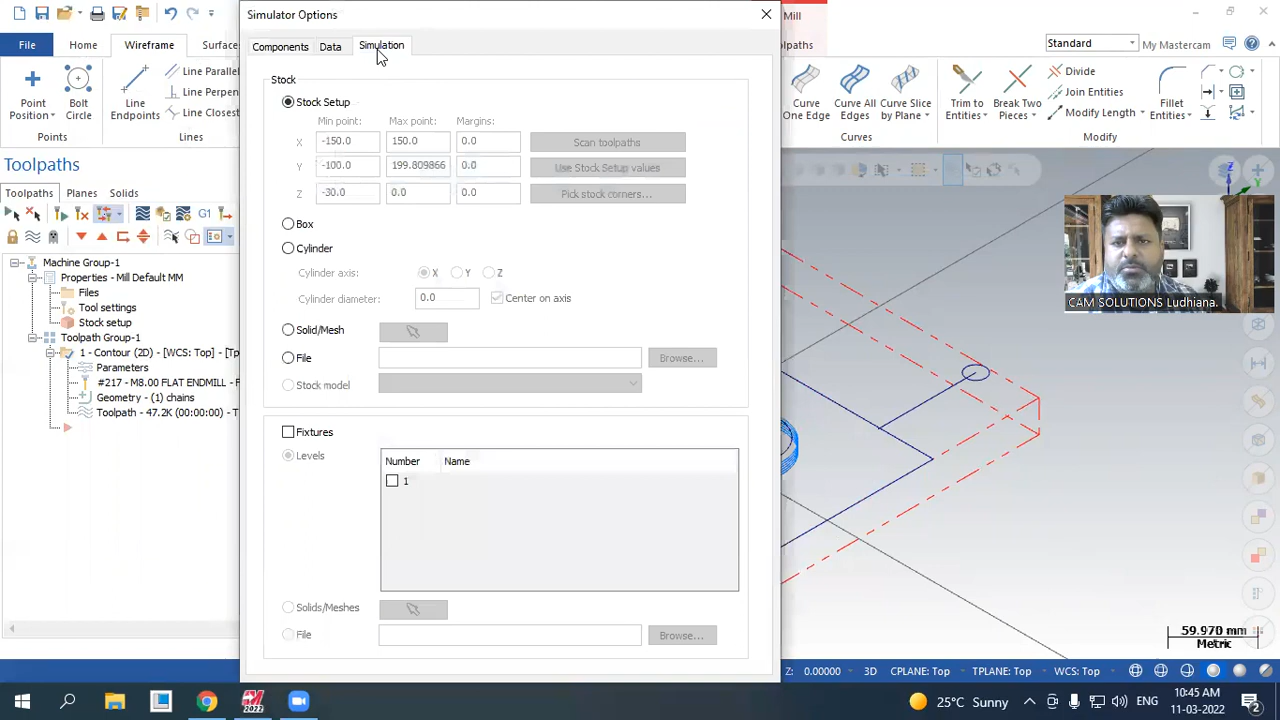 Simulator Options
Mill
File
Home
Wireframe
Surfac
lpaths
Standard
My Mastercam
Point
Position
Bolt
Circle
Points
Line
Endpoints
Line Parallel
Line Perpen
Line Closest
Lines
Curve
One Edge
Curve All
Edges
Curve Slice
by Plane
Curves
Trim to
Entities
Break Two
Pieces
Divide
Join Entities
Modify Length
Fillet
Entities
Modify
Toolpaths
Toolpaths
Planes
Solids
G1
Machine Group-1
Properties - Mill Default MM
Files
Tool settings
Stock setup
Toolpath Group-1
1 - Contour (2D) - [WCS: Top] - [Tp
Parameters
#217 - M8.00 FLAT ENDMILL - F
Geometry - (1) chains
Toolpath - 47.2K (00:00:00) -
Components
Data
Simulation
Stock
Stock Setup
Min point:
Max point:
Margins:
X
-150.0
150.0
0.0
Scan toolpaths
Y
-100.0
199.809866
0.0
Use Stock Setup values
Z
-30.0
0.0
0.0
Pick stock corners...
Box
Cylinder
Cylinder axis:
X
Y
Z
Cylinder diameter:
0.0
Center on axis
Solid/Mesh
File
Browse...
Stock model
Fixtures
Levels
Number
Name
1
Solids/Meshes
File
Browse...
Z
Y
CAM SOLUTIONS Ludhiana.
59.970 mm
Metric
Z: 0.00000
3D
CPLANE: Top
TPLANE: Top
WCS: Top
2022
25°C Sunny
ENG
10:45 AM
11-03-2022
2